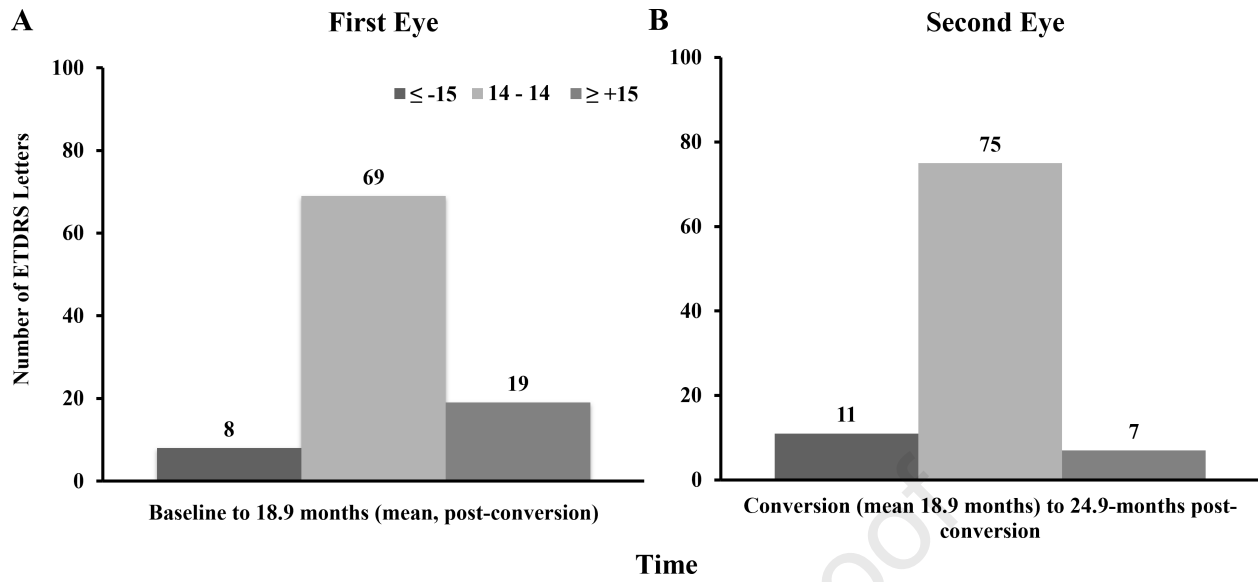 A
First Eye
Number of ETDRS Letters
100
80
60
40
20
0
≤ -15 14 - 14 ≥ +15
8
69
19
Baseline to 18.9 months (mean, post-conversion)
B
Second Eye
100
80
60
40
20
0
11
75
7
Conversion (mean 18.9 months) to 24.9-months post-
conversion
Time